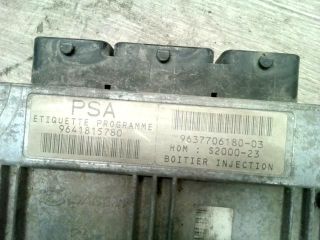 PSA
ETIQUETTE PROGRAMME
9641815780
9637706180-03
HOM : S2000-23
BOITIER INJECTION